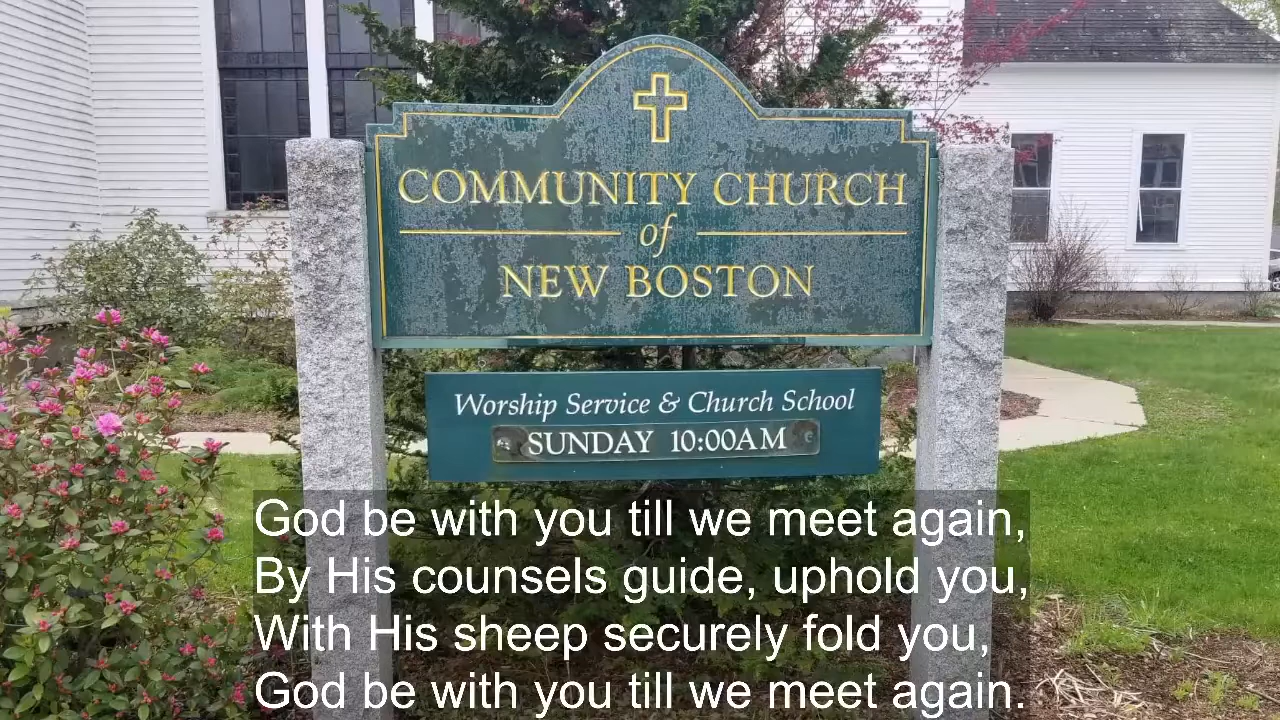 COMMUNITY CHURCH
of
NEW BOSTON
Worship Service & Church School
SUNDAY 10:00AM
God be with you till we meet again,
By His counsels guide, uphold you,
With His sheep securely fold you,
God be with you till we meet again.